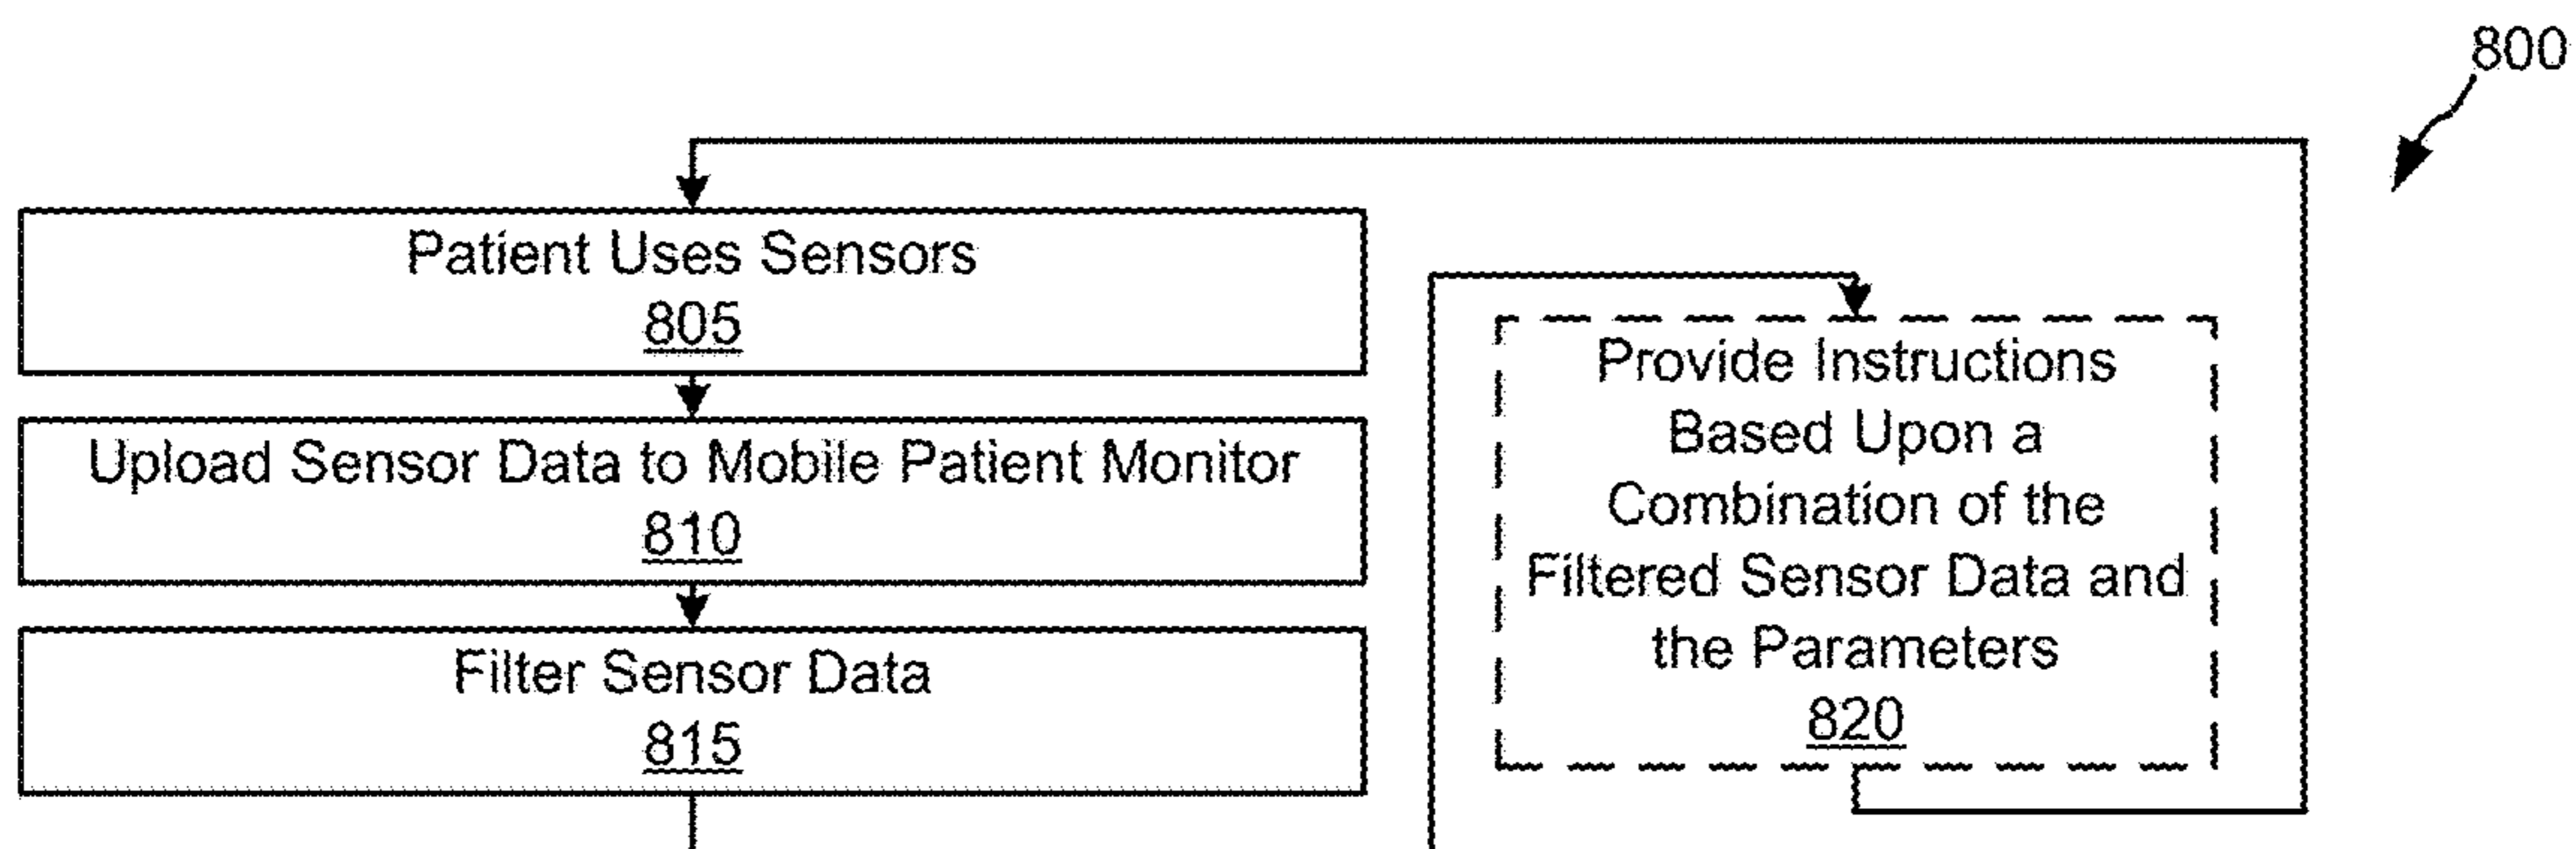 800
Patient Uses Sensors
805
Upload Sensor Data to Mobile Patient Monitor
810
Filter Sensor Data
815
Provide Instructions
Based Upon a
Combination of the
Filtered Sensor Data and
the Parameters
820